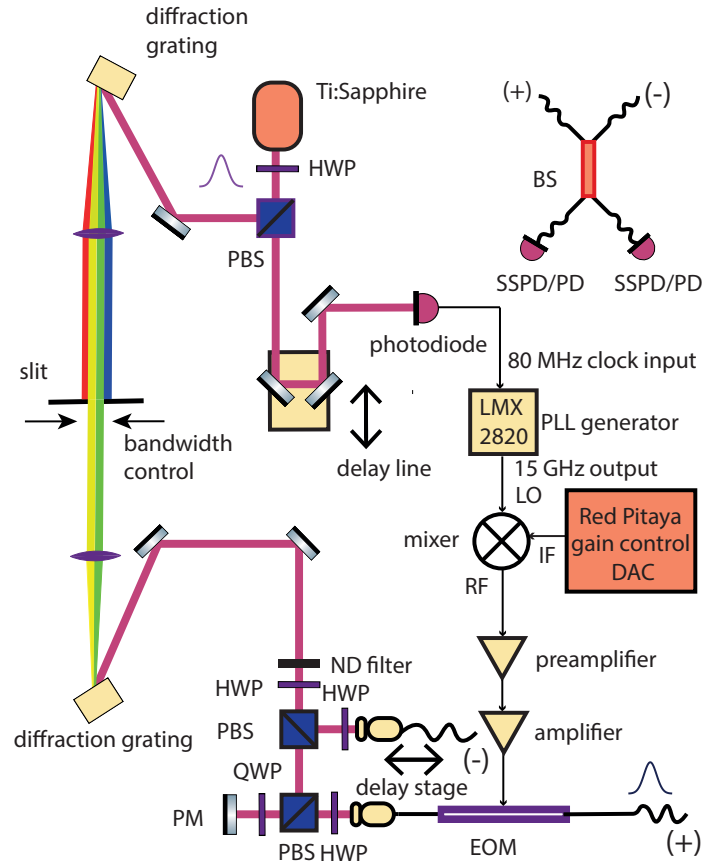 diffraction
grating
Ti:Sapphire
HWP
PBS
(+)
(-)
BS
SSPD/PD
SSPD/PD
photodiode
80 MHz clock input
slit
bandwidth
control
delay line
LMX
2820
PLL generator
15 GHz output
LO
mixer
IF
RF
Red Pitaya
gain control
DAC
preamplifier
ND filter
HWP
HWP
diffraction grating
PBS
(-)
amplifier
QWP
delay stage
PM
PBS
HWP
EOM
(+)